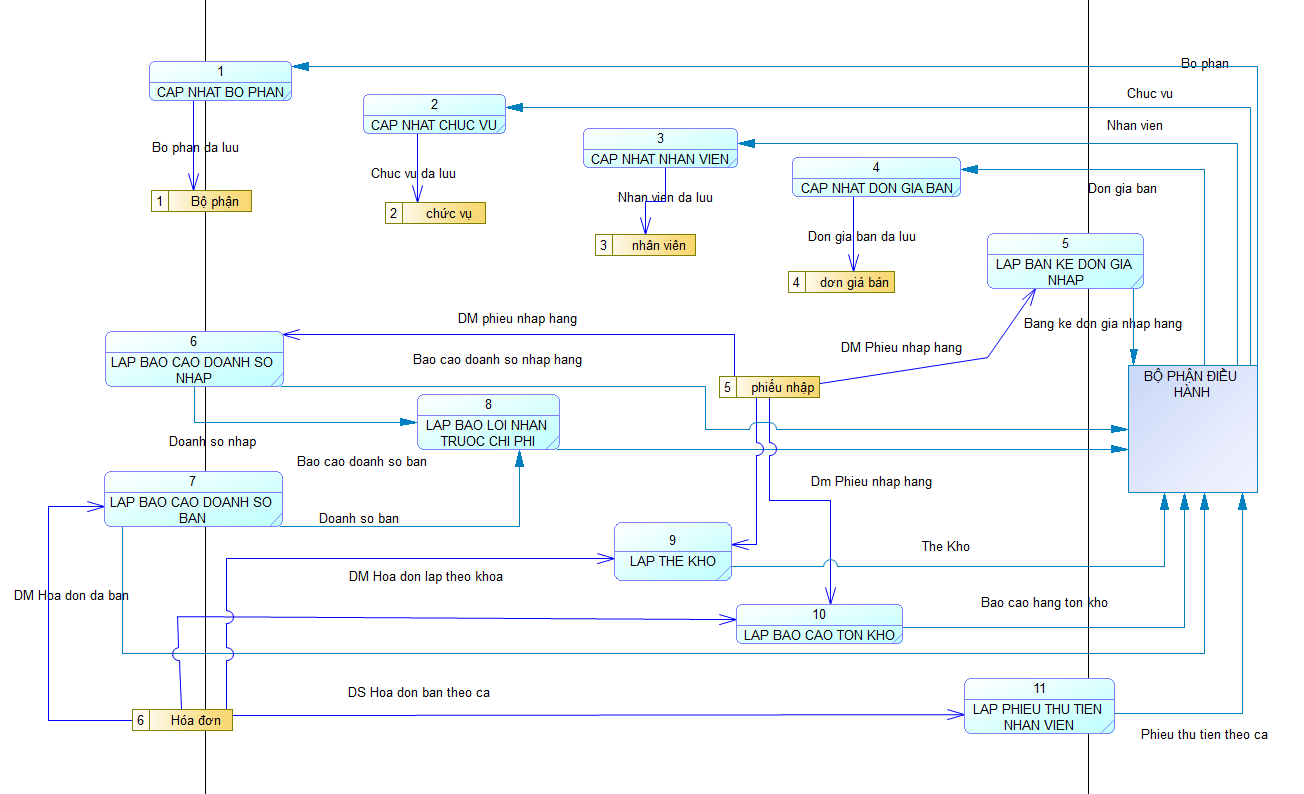 Bo phan
1
CAP NHAT BO PHAN
Chuc vu
2
CAP NHAT CHUC VU
Nhan vien
3
CAP NHAT NHAN VIEN
Bo phan da luu
4
CAP NHAT DON GIA BAN
Chuc vu da luu
Don gia ban
1 Bộ phận
Nhan vien da luu
2 chức vụ
Don gia ban da luu
3 nhân viên
5
LAP BAN KE DON GIA
NHAP
4 dơn giá bán
DM phieu nhap hang
Bang ke don gia nhap hang
6
LAP BAO CAO DOANH SO
NHAP
DM Phieu nhap hang
Bao cao doanh so nhap hang
5 phiếu nhập
BỘ PHẬN ĐIỀU
HÀNH
8
LAP BAO LOI NHAN
TRUOC CHI PHI
Doanh so nhap
Bao cao doanh so ban
7
LAP BAO CAO DOANH SO
BAN
Dm Phieu nhap hang
Doanh so ban
9
LAP THE KHO
The Kho
DM Hoa don lap theo khoa
DM Hoa don da ban
Bao cao hang ton kho
10
LAP BAO CAO TON KHO
DS Hoa don ban theo ca
11
LAP PHIEU THU TIEN
NHAN VIEN
6 Hóa đơn
Phieu thu tien theo ca